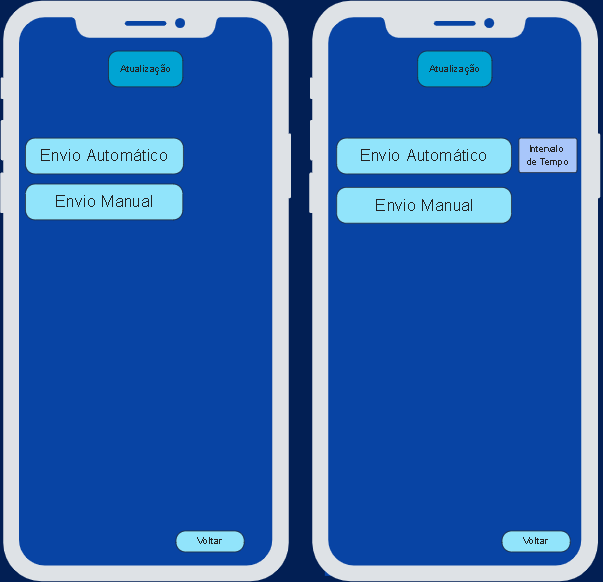 Atualização
Envio Automático
Envio Manual
Voltar
Atualização
Envio Automático
Intervalo
de Tempo
Envio Manual
Voltar